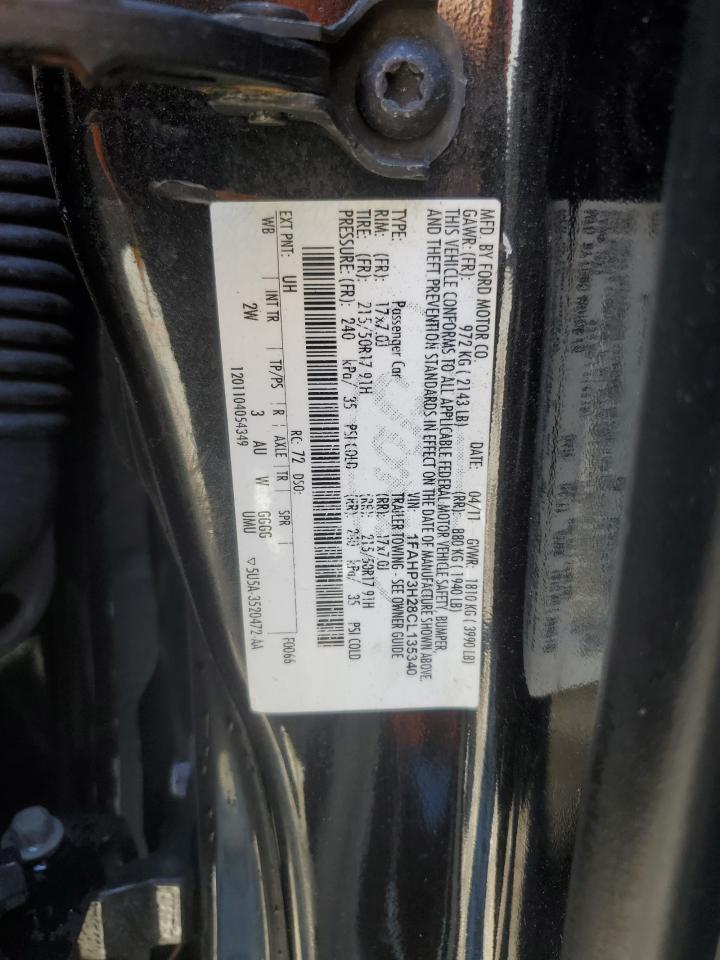 MFD. BY FORD MOTOR CO.
DATE: 04/11 GVWR: 1810 KG ( 3990 LB)
GAWR: (FR): 972 KG ( 2143 LB) (RR): 880 KG ( 1940 LB)
THIS VEHICLE CONFORMS TO ALL APPLICABLE FEDERAL MOTOR VEHICLE SAFETY, BUMPER,
AND THEFT PREVENTION STANDARDS IN EFFECT ON THE DATE OF MANUFACTURE SHOWN ABOVE.
VIN: 1FAHP3H28CL135340
TYPE: Passenger Car TRAILER TOWING - SEE OWNER GUIDE
RIM: (FR): 17x7.0J (RR): 17x7.0J
TIRE: (FR): 215/50R17 91H (RR): 215/50R17 91H
PRESSURE: (FR): 240 kPa/ 35 PSI COLD (RR): 240 kPa/ 35 PSI COLD
RC: 72 DSO: F0066
EXT PNT: UH INT TR TP/PS R AXLE TR SPR
WB 2W 3 AU W GGGG
1201104054349 UMU ▽5U5A-3520472-AA